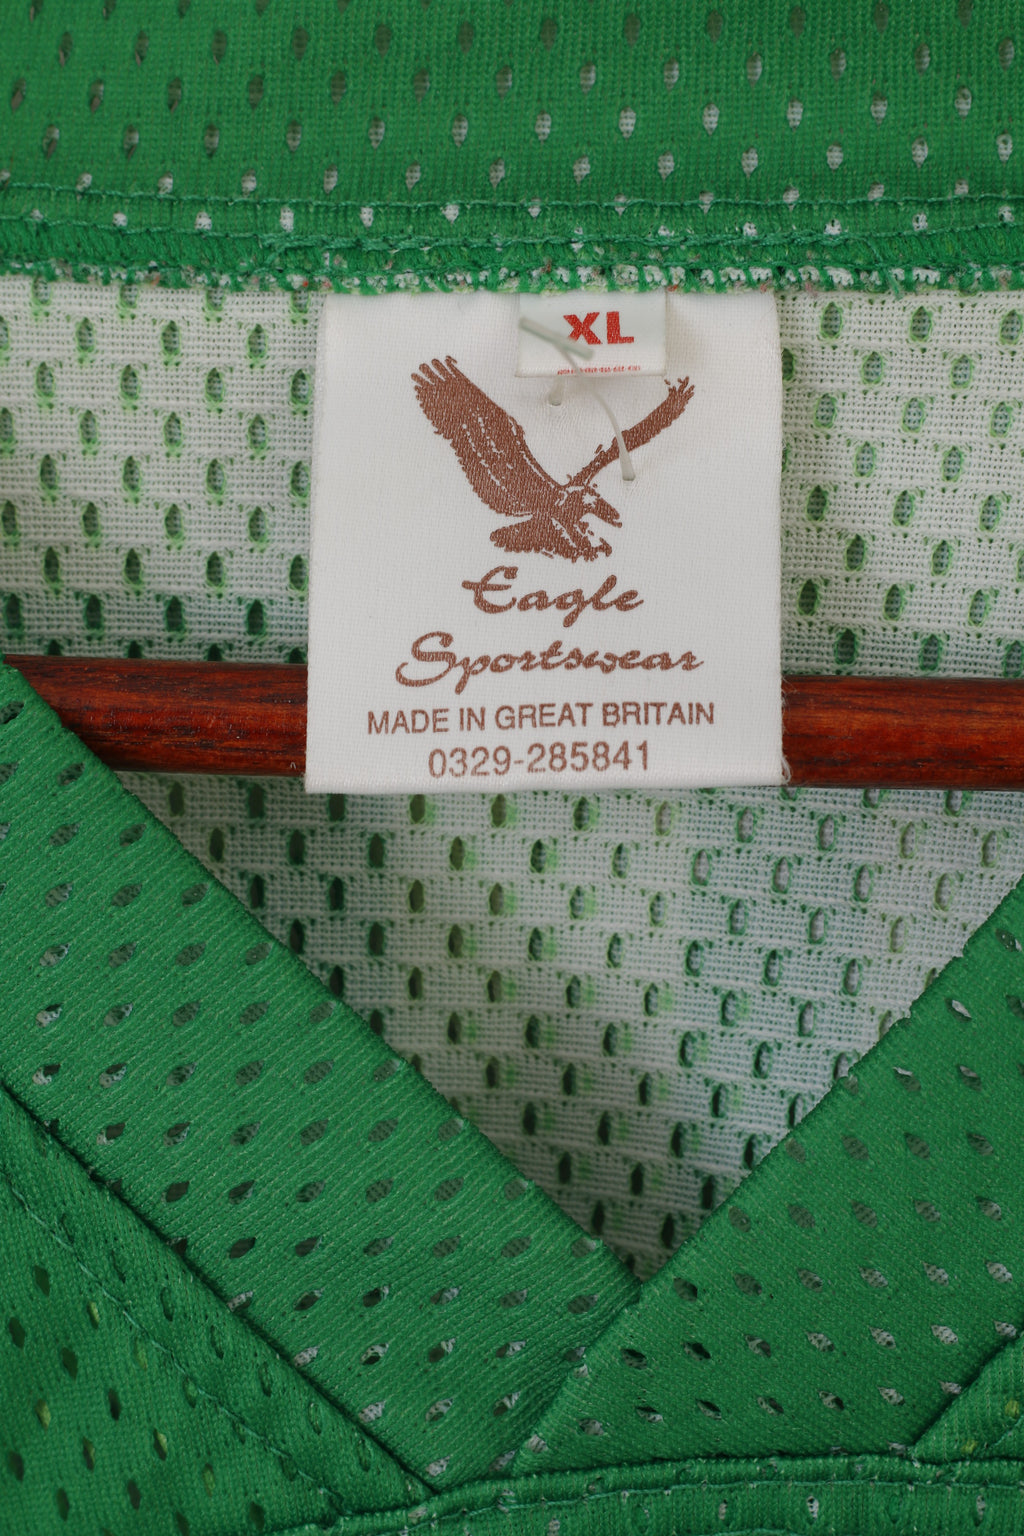 XL
Eagle
Sportswear
MADE IN GREAT BRITAIN
0329-285841